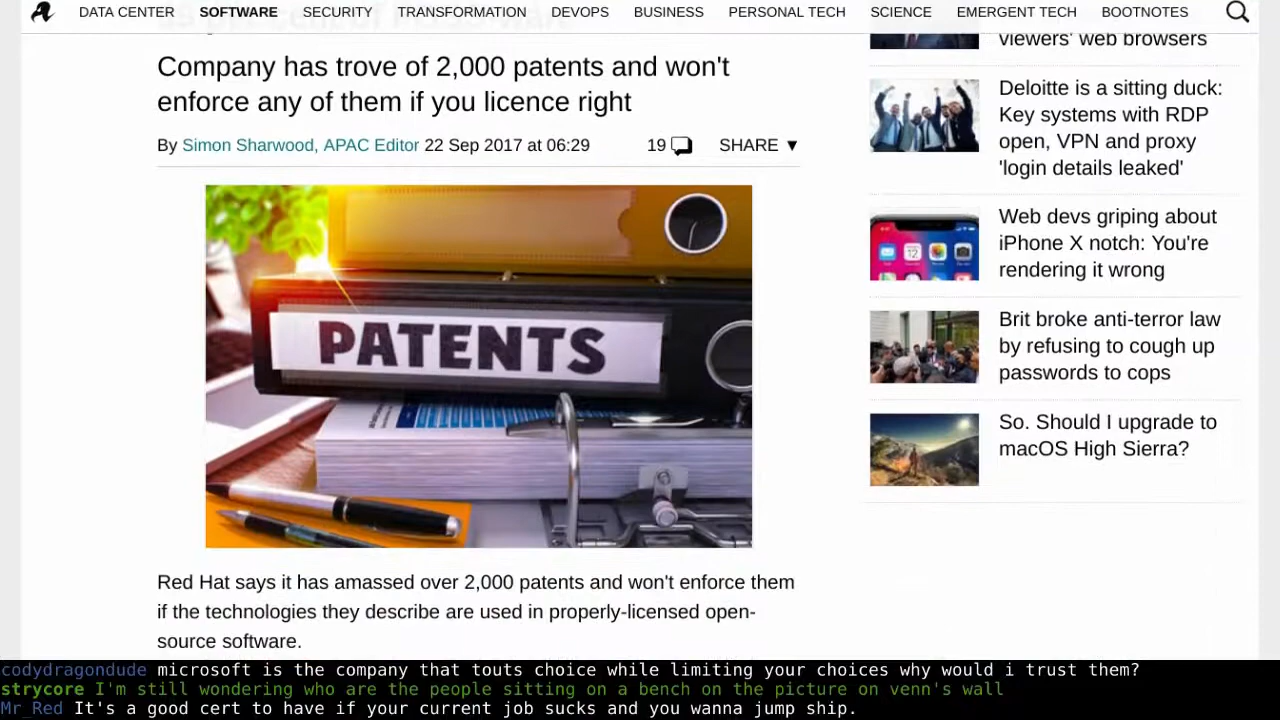 DATA CENTER SOFTWARE SECURITY TRANSFORMATION DEVOPS BUSINESS PERSONAL TECH SCIENCE EMERGENT TECH BOOTNOTES
Company has trove of 2,000 patents and won't
enforce any of them if you licence right
By Simon Sharwood, APAC Editor 22 Sep 2017 at 06:29 19 SHARE ▼
PATENTS
Red Hat says it has amassed over 2,000 patents and won't enforce them
if the technologies they describe are used in properly-licensed open-
source software.
viewers' web browsers
Deloitte is a sitting duck:
Key systems with RDP
open, VPN and proxy
'login details leaked'
Web devs griping about
iPhone X notch: You're
rendering it wrong
Brit broke anti-terror law
by refusing to cough up
passwords to cops
So. Should I upgrade to
macOS High Sierra?
codydragondude microsoft is the company that touts choice while limiting your choices why would i trust them?
strycore I'm still wondering who are the people sitting on a bench on the picture on venn's wall
Mr_Red It's a good cert to have if your current job sucks and you wanna jump ship.